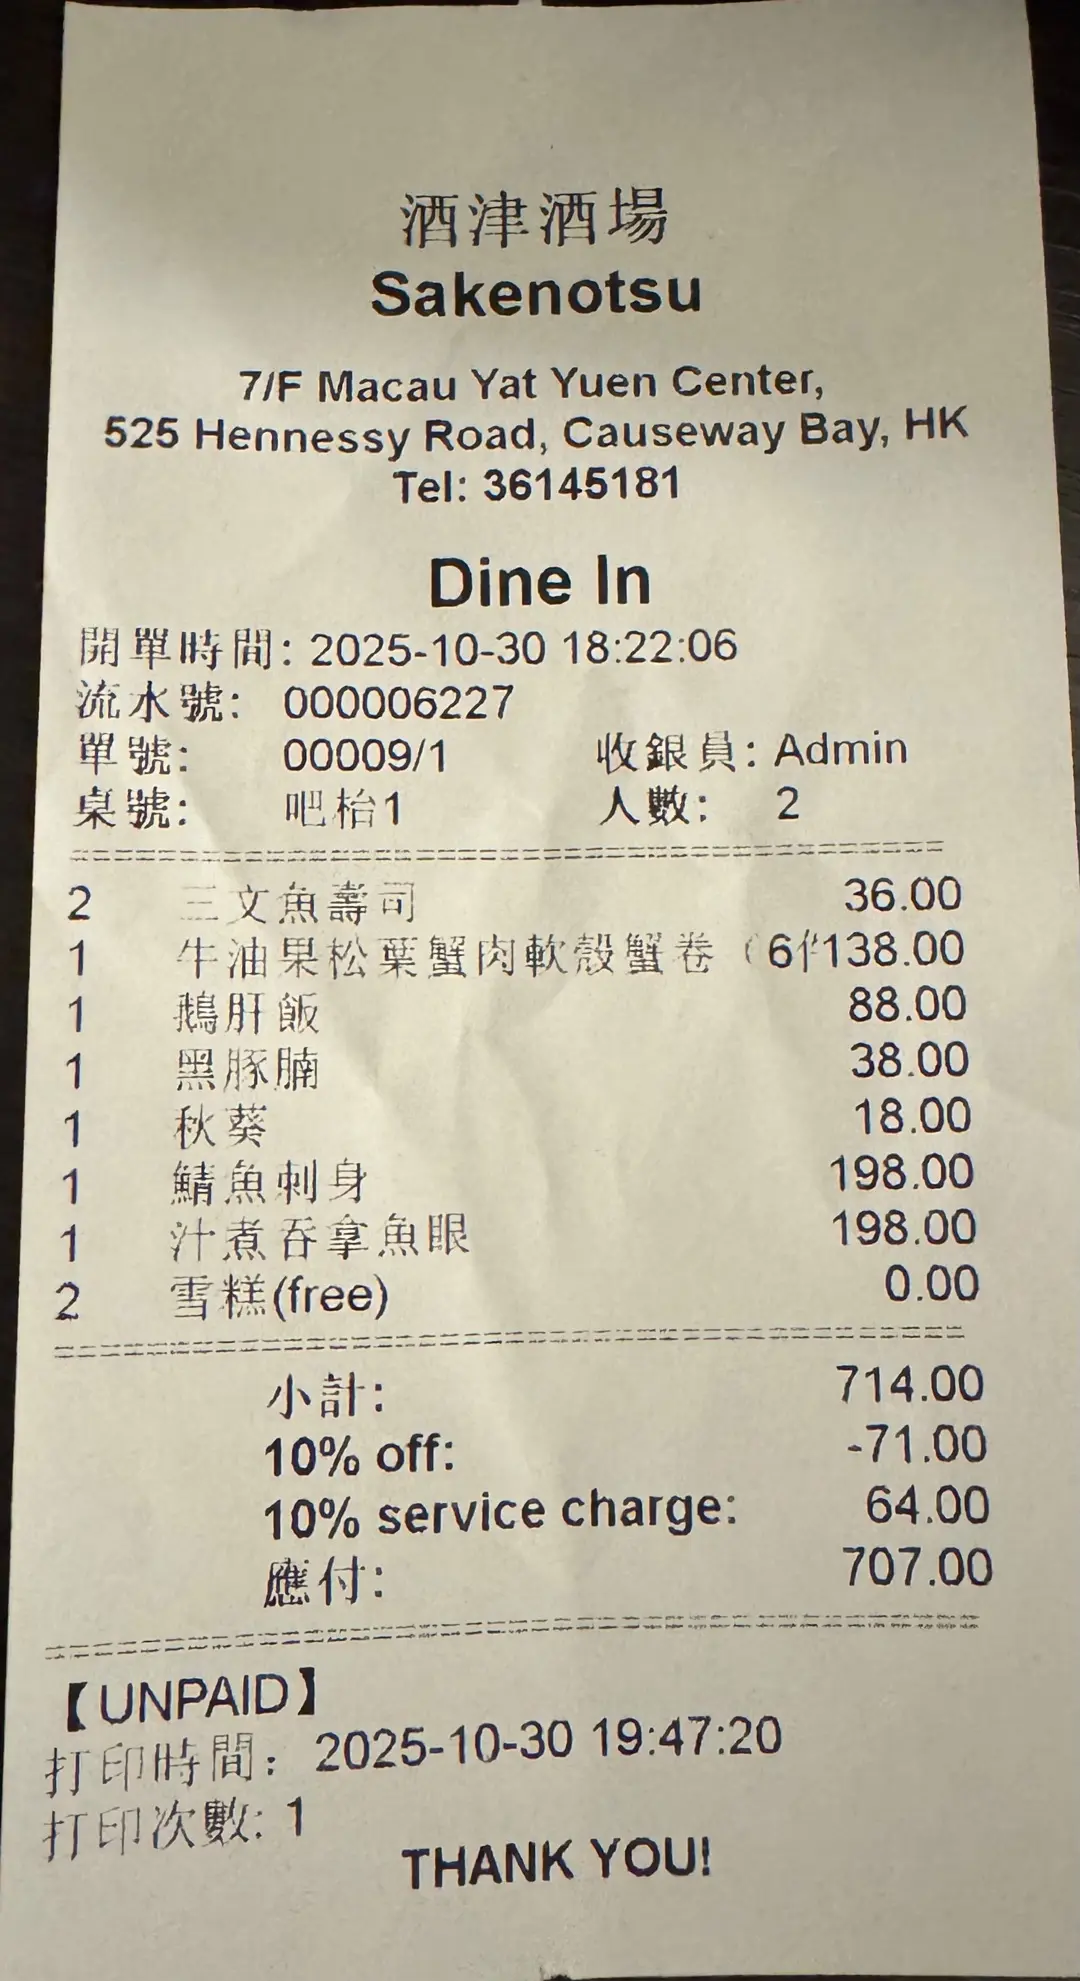 酒津酒場
Sakenotsu
7/F Macau Yat Yuen Center,
525 Hennessy Road, Causeway Bay, HK
Tel: 36145181
Dine In
開單時間: 2025-10-30 18:22:06
流水號: 000006227
單號: 00009/1 收銀員: Admin
桌號: 吧枱1 人數: 2
2 三文魚壽司 36.00
1 牛油果松葉蟹肉軟殼蟹卷（6 138.00
1 鵝肝飯 88.00
1 黑豚腩 38.00
1 秋葵 18.00
1 鯖魚刺身 198.00
1 汁煮吞拿魚眼 198.00
2 雪糕(free) 0.00
小計: 714.00
10% off: -71.00
10% service charge: 64.00
應付: 707.00
【UNPAID】
打印時間: 2025-10-30 19:47:20
打印次數: 1
THANK YOU!